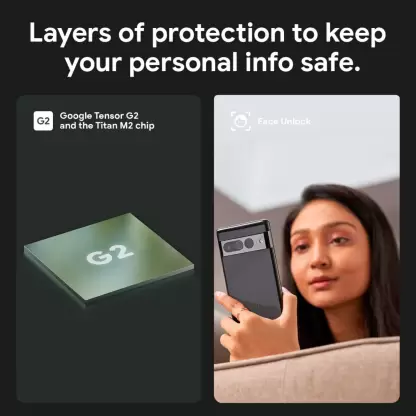 Layers of protection to keep
your personal info safe.
G2
Google Tensor G2
and the Titan M2 chip
Face Unlock
G2